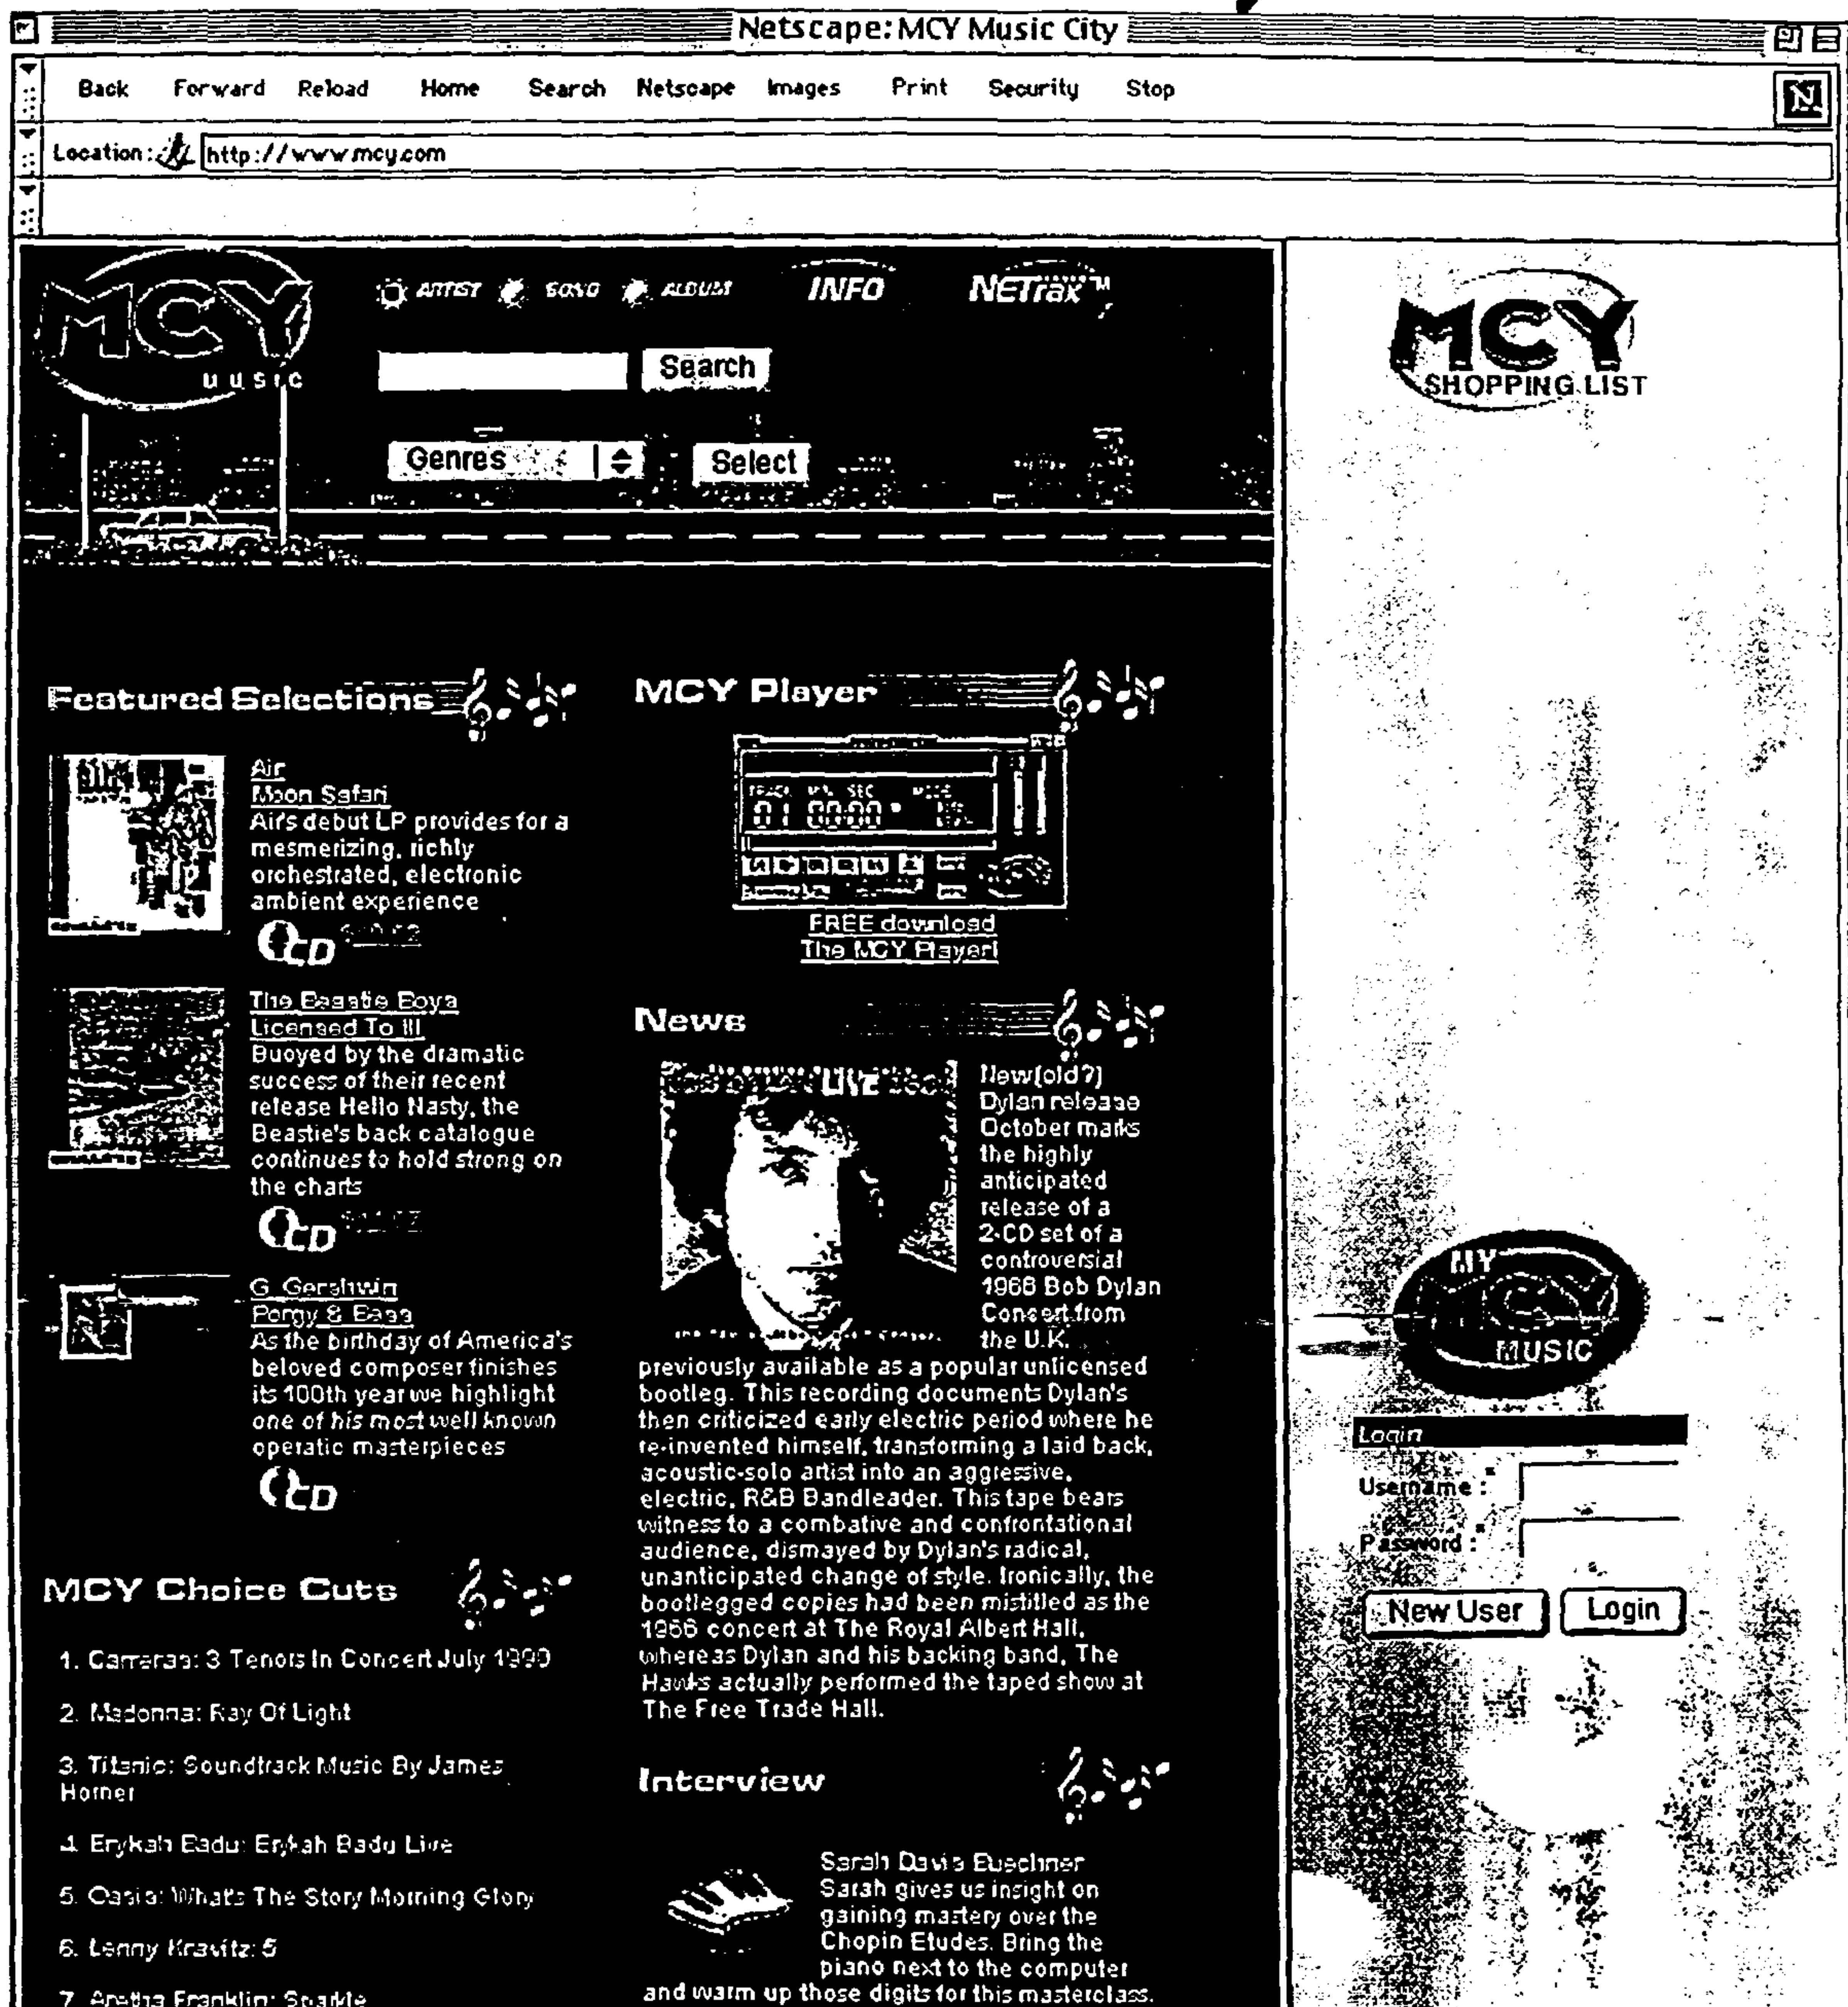 Netscape: MCY Music City
Back Forward Reload Home Search Netscape Images Print Security Stop
N
Location: http://www.mcy.com
MCY
MUSIC
ARTIST SONG ALBUM
INFO
NETrax™
Search
Genres
Select
MCY
SHOPPING LIST
Featured Selections
Air
Moon Safari
Air's debut LP provides for a
mesmerizing, richly
orchestrated, electronic
ambient experience
CD
The Beastie Boys
Licensed To Ill
Buoyed by the dramatic
success of their recent
release Hello Nasty, the
Beastie's back catalogue
continues to hold strong on
the charts
CD
G. Gershwin
Porgy & Bess
As the birthday of America's
beloved composer finishes
its 100th year we highlight
one of his most well known
operatic masterpieces
CD
MCY Choice Cuts
1. Carreras: 3 Tenors In Concert July 1990
2. Madonna: Ray Of Light
3. Titanic: Soundtrack Music By James
Horner
4. Erykah Badu: Erykah Badu Live
5. Oasis: Whats The Story Morning Glory
6. Lenny Kravitz: 5
7. Aretha Franklin: Sparkle
MCY Player
TRACK MIN SEC MODE
01 00:00
FREE download
The MCY Player!
News
LIVE
New(old?)
Dylan release
October marks
the highly
anticipated
release of a
2-CD set of a
controversial
1966 Bob Dylan
Concert from
the U.K.
previously available as a popular unlicensed
bootleg. This recording documents Dylan's
then criticized early electric period where he
re-invented himself, transforming a laid back,
acoustic-solo artist into an aggressive,
electric, R&B Bandleader. This tape bears
witness to a combative and confrontational
audience, dismayed by Dylan's radical,
unanticipated change of style. Ironically, the
bootlegged copies had been mistitled as the
1966 concert at The Royal Albert Hall,
whereas Dylan and his backing band, The
Hawks actually performed the taped show at
The Free Trade Hall.
Interview
Sarah Davis Buechner
Sarah gives us insight on
gaining mastery over the
Chopin Etudes. Bring the
piano next to the computer
and warm up those digits for this masterclass.
MY
MCY
MUSIC
Login
Username :
Password :
New User
Login